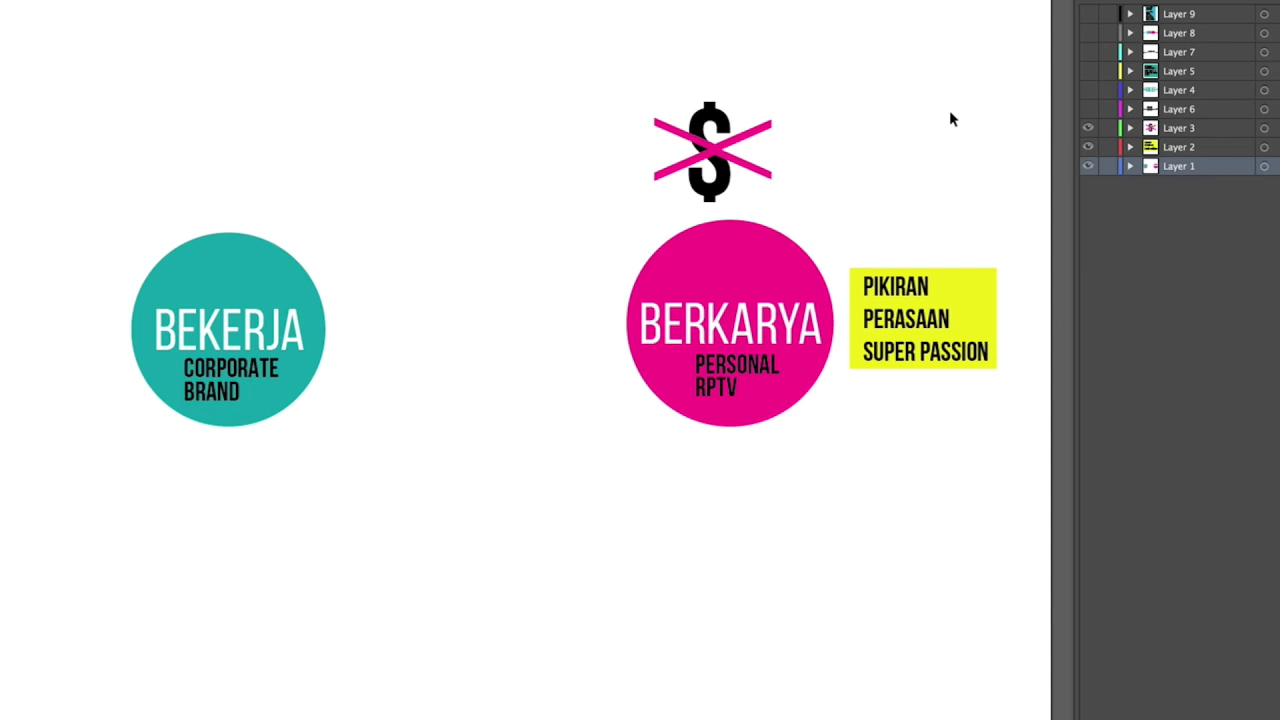 $
BEKERJA
CORPORATE
BRAND
BERKARYA
PERSONAL
RPTV
PIKIRAN
PERASAAN
SUPER PASSION
Layer 9
Layer 8
Layer 7
Layer 5
Layer 4
Layer 6
Layer 3
Layer 2
Layer 1